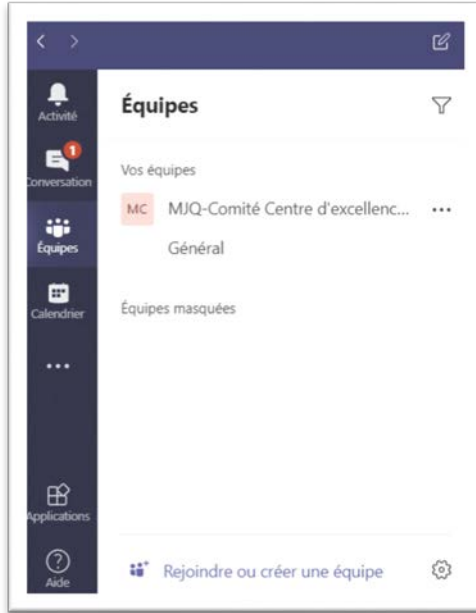 Activité
1
Conversation
Équipes
Calendrier
Applications
Aide
Équipes
Vos équipes
MC MJQ-Comité Centre d'excellenc...
Général
Équipes masquées
Rejoindre ou créer une équipe